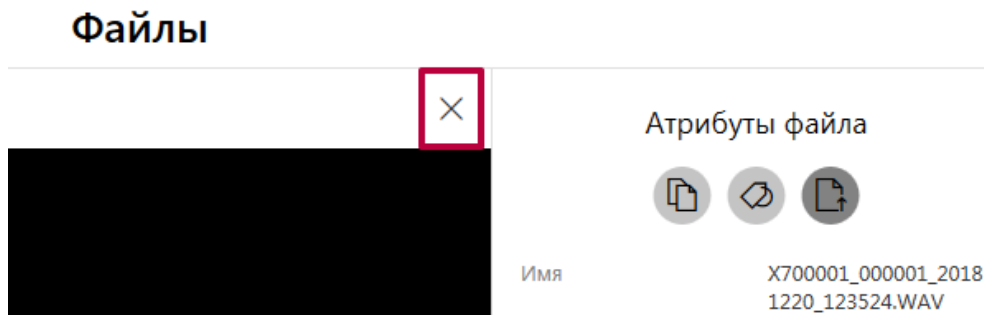 Файлы
Атрибуты файла
Имя
X700001_000001_2018
1220_123524.WAV